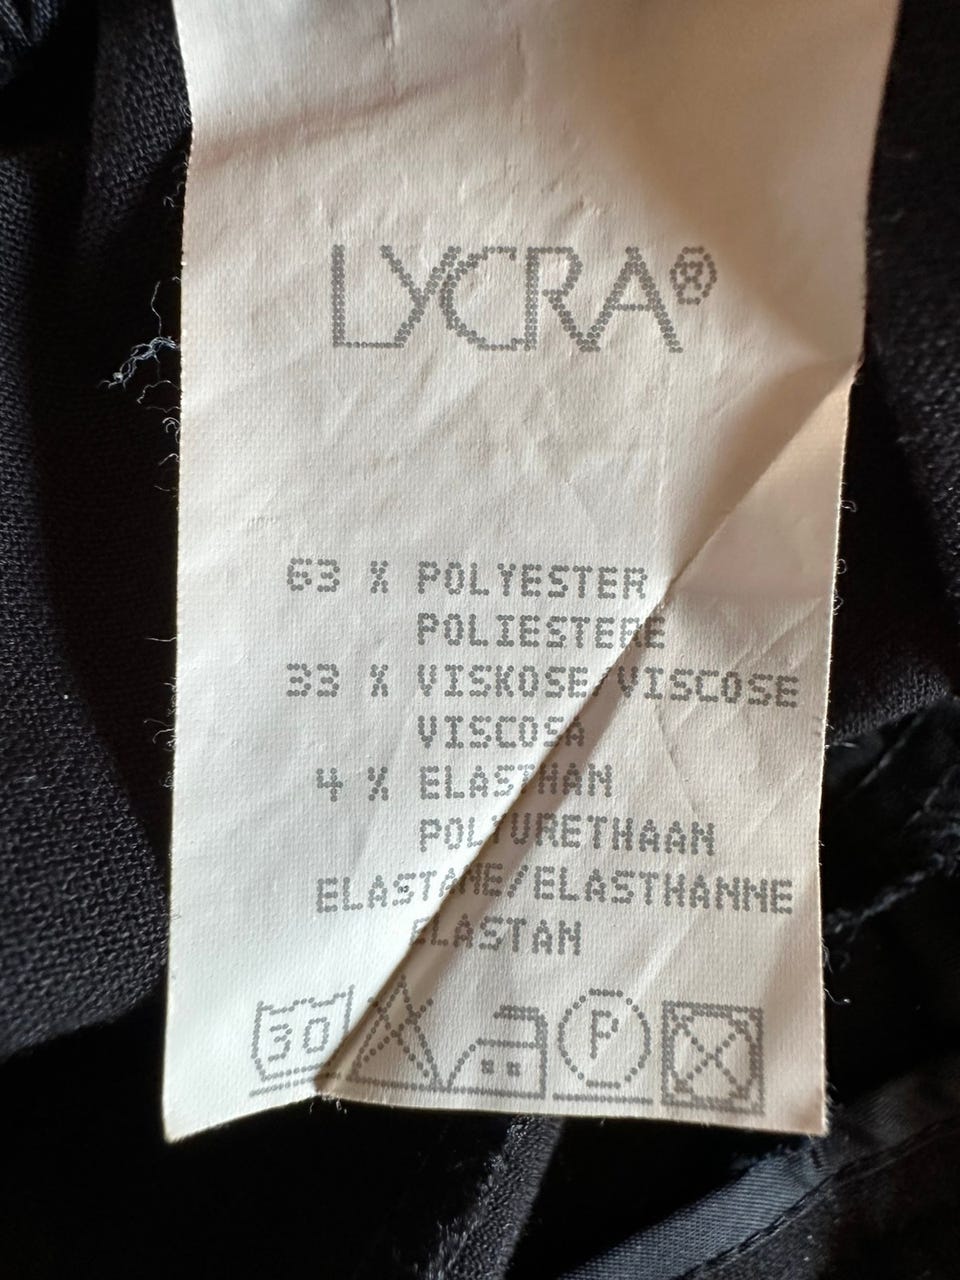 LYCRA®
63 % POLYESTER
POLIESTERE
33 % VISKOSE/VISCOSE
VISCOSA
4 % ELASTHAN
POLYURETHAAN
ELASTANE/ELASTHANNE
ELASTAN
30 P